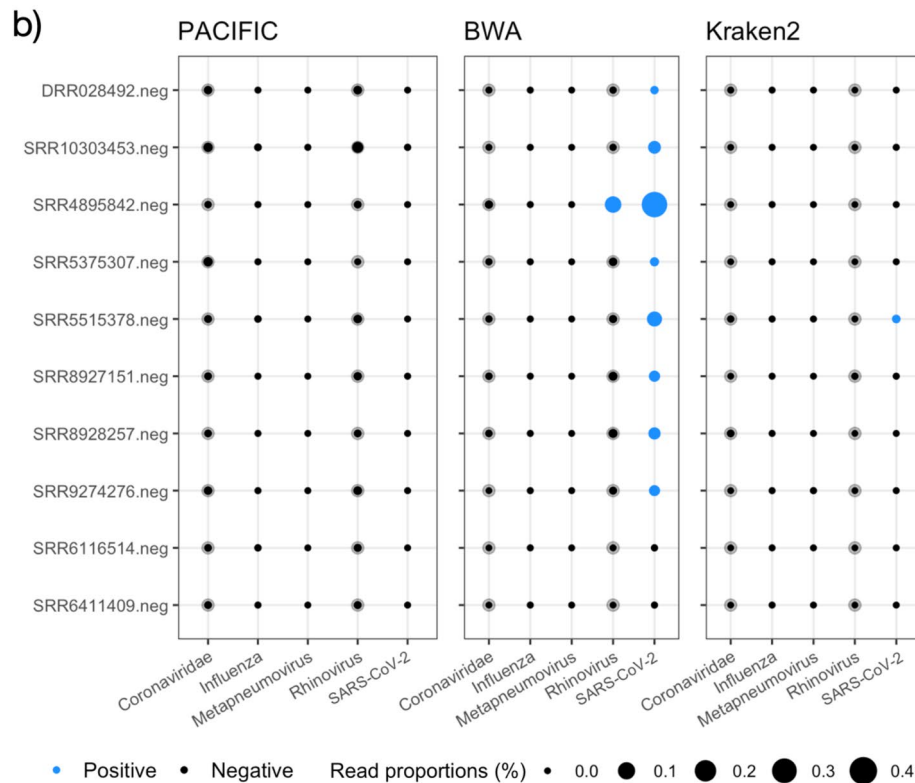 b)
PACIFIC BWA Kraken2
DRR028492.neg
SRR10303453.neg
SRR4895842.neg
SRR5375307.neg
SRR5515378.neg
SRR8927151.neg
SRR8928257.neg
SRR9274276.neg
SRR6116514.neg
SRR6411409.neg
Coronaviridae Influenza Metapneumovirus Rhinovirus SARS-CoV-2 Coronaviridae Influenza Metapneumovirus Rhinovirus SARS-CoV-2 Coronaviridae Influenza Metapneumovirus Rhinovirus SARS-CoV-2
Positive Negative Read proportions (%) 0.0 0.1 0.2 0.3 0.4